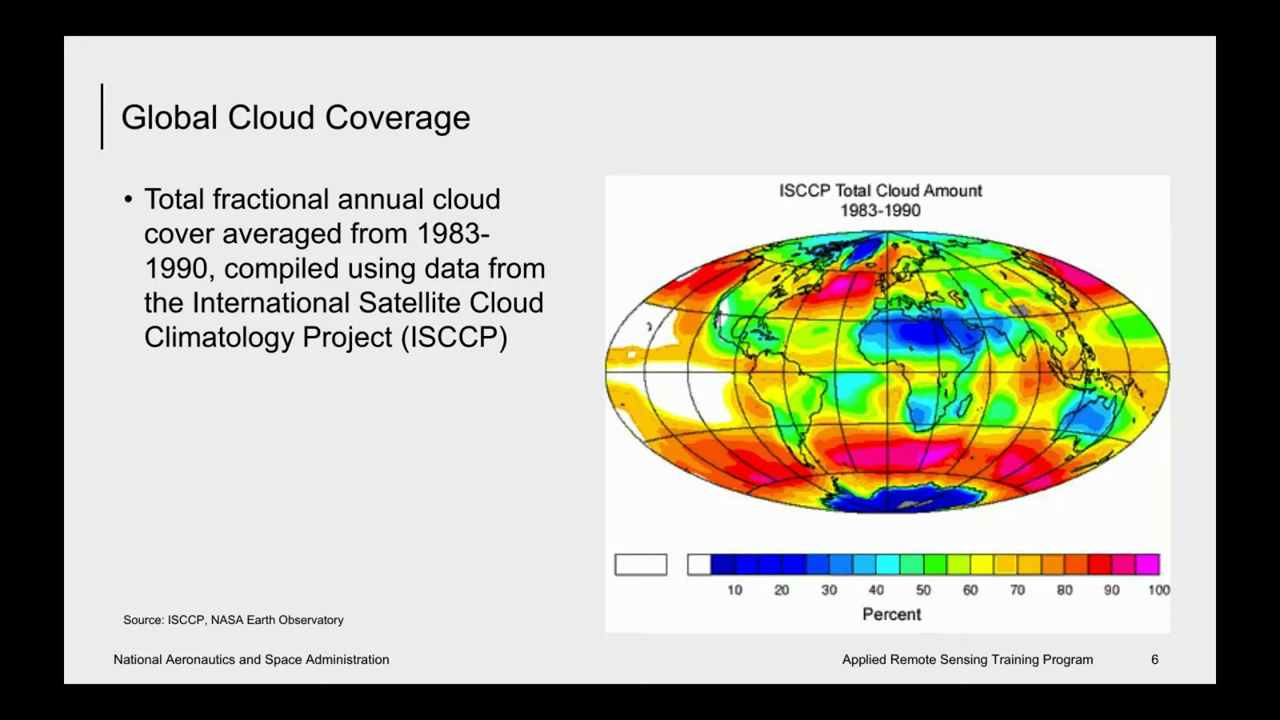 Global Cloud Coverage
• Total fractional annual cloud
cover averaged from 1983-
1990, compiled using data from
the International Satellite Cloud
Climatology Project (ISCCP)
ISCCP Total Cloud Amount
1983-1990
10 20 30 40 50 60 70 80 90 100
Percent
Source: ISCCP, NASA Earth Observatory
National Aeronautics and Space Administration
Applied Remote Sensing Training Program
6